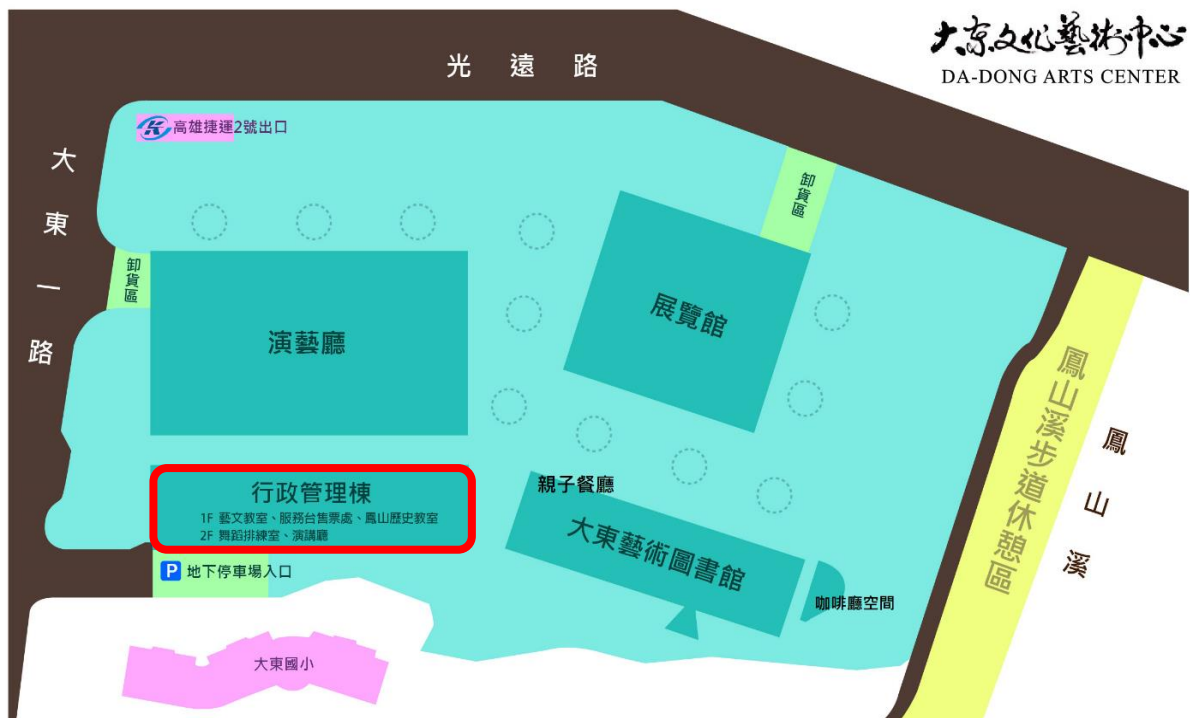 大东文化藝術中心
DA-DONG ARTS CENTER
光遠路
高雄捷運2號出口
大東一路
卸貨區
卸貨區
演藝廳
展覽館
行政管理棟
1F 藝文教室、服務台售票處、鳳山歷史教室
2F 舞蹈排練室、演講廳
P 地下停車場入口
親子餐廳
大東藝術圖書館
咖啡廳空間
鳳山溪步道休憩區
鳳山溪
大東國小